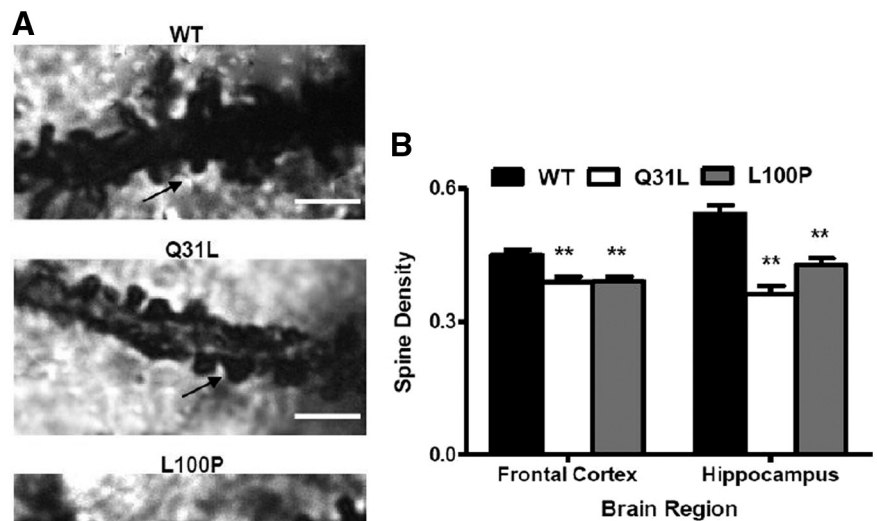 A
WT
Q31L
L100P
B
WT Q31L L100P
0.6
0.3
0.0
Spine Density
** ** ** **
Frontal Cortex Hippocampus
Brain Region